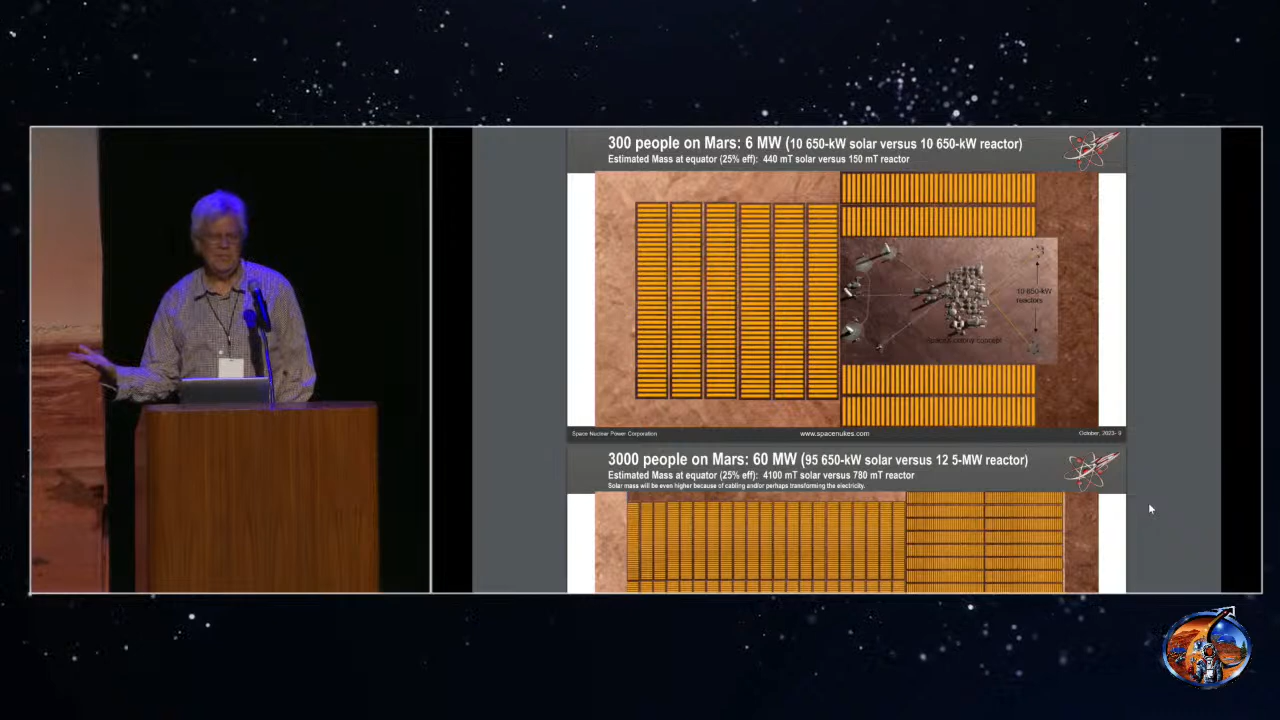 300 people on Mars: 6 MW (10 650-kW solar versus 10 650-kW reactor)
Estimated Mass at equator (25% eff): 440 mT solar versus 150 mT reactor
10 650-kW
reactors
SpaceX colony concept
Space Nuclear Power Corporation
www.spacenukes.com
October, 2023- 9
3000 people on Mars: 60 MW (95 650-kW solar versus 12 5-MW reactor)
Estimated Mass at equator (25% eff): 4100 mT solar versus 780 mT reactor
Solar mass will be even higher because of cabling and/or perhaps transforming the electricity.